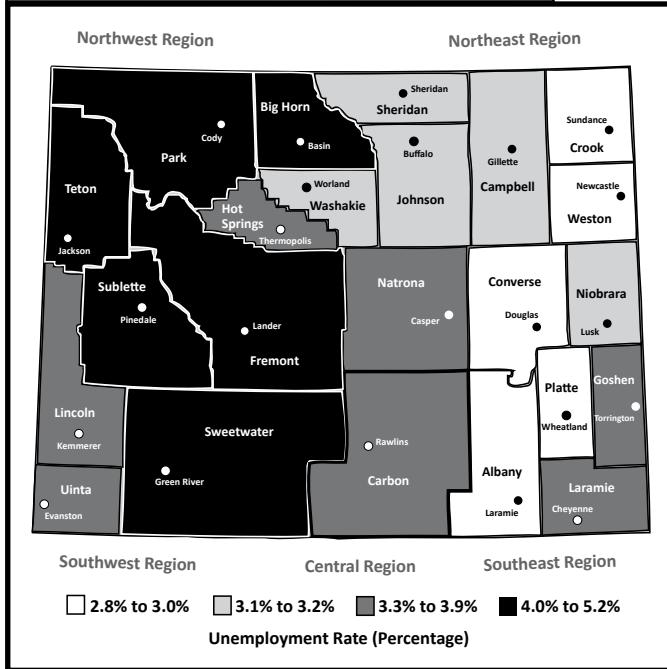 Northwest Region
Northeast Region
Sheridan
Sheridan
Big Horn
Basin
Cody
Park
Buffalo
Johnson
Gillette
Campbell
Sundance
Crook
Newcastle
Weston
Teton
Jackson
Worland
Washakie
Hot
Springs
Thermopolis
Sublette
Pinedale
Lander
Fremont
Natrona
Casper
Converse
Douglas
Niobrara
Lusk
Lincoln
Kemmerer
Sweetwater
Green River
Rawlins
Carbon
Platte
Wheatland
Goshen
Torrington
Uinta
Evanston
Albany
Laramie
Laramie
Cheyenne
Southwest Region
Central Region
Southeast Region
2.8% to 3.0%
3.1% to 3.2%
3.3% to 3.9%
4.0% to 5.2%
Unemployment Rate (Percentage)